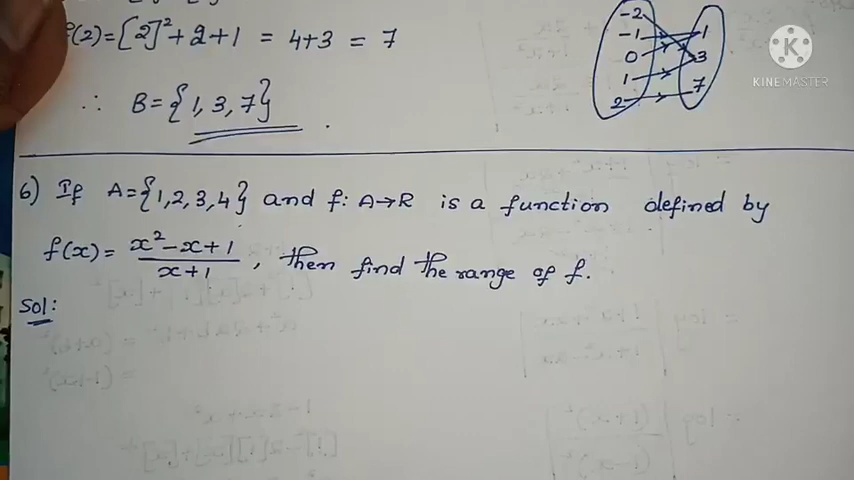 f(2)=[2]²+2+1 = 4+3 = 7
-2
-1
0
1
2
1
3
7
KINEMASTER
∴ B={1,3,7}
6) If A={1,2,3,4} and f: A→R is a function defined by
f(x)= x²-x+1/x+1, then find the range of f.
Sol: